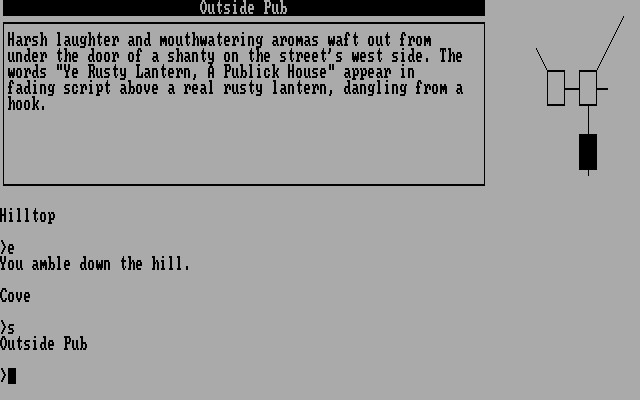 Outside Pub
Harsh laughter and mouthwatering aromas waft out from
under the door of a shanty on the street's west side. The
words "Ye Rusty Lantern, A Publick House" appear in
fading script above a real rusty lantern, dangling from a
hook.
Hilltop
>e
You amble down the hill.
Cove
>s
Outside Pub
>